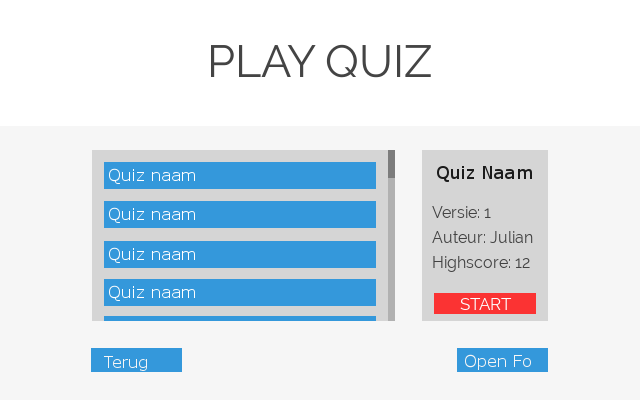 PLAY QUIZ
Quiz naam
Quiz naam
Quiz naam
Quiz naam
Quiz Naam
Versie: 1
Auteur: Julian
Highscore: 12
START
Terug
Open Fo